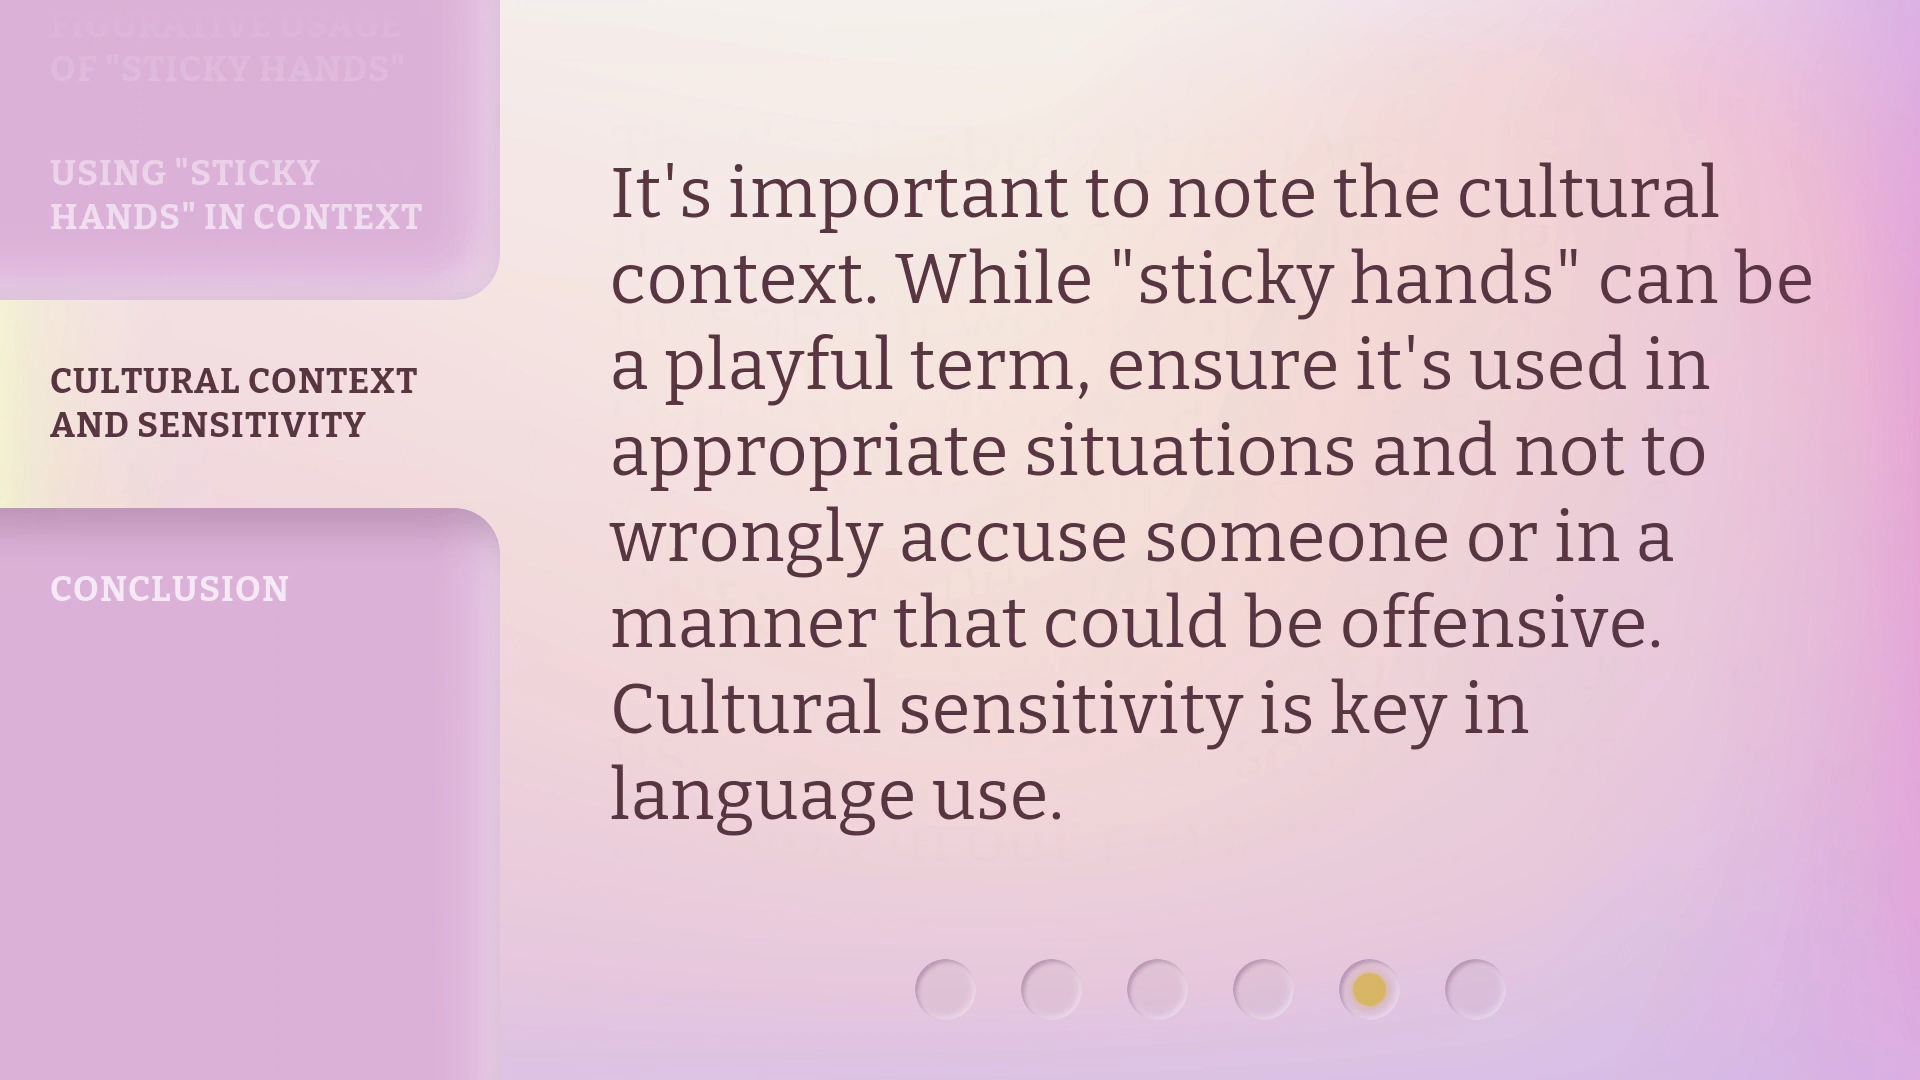 FIGURATIVE USAGE
OF "STICKY HANDS"
USING "STICKY
HANDS" IN CONTEXT
CULTURAL CONTEXT
AND SENSITIVITY
CONCLUSION
It's important to note the cultural
context. While "sticky hands" can be
a playful term, ensure it's used in
appropriate situations and not to
wrongly accuse someone or in a
manner that could be offensive.
Cultural sensitivity is key in
language use.